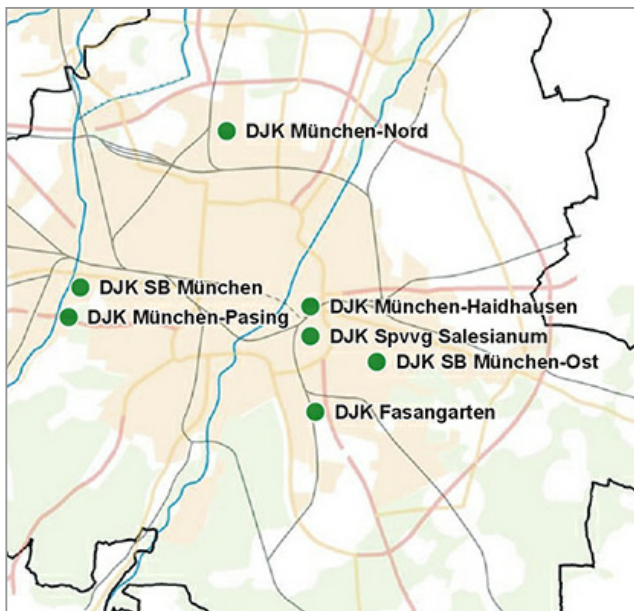 DJK München-Nord
DJK SB München
DJK München-Haidhausen
DJK München-Pasing
DJK Spvvg Salesianum
DJK SB München-Ost
DJK Fasangarten